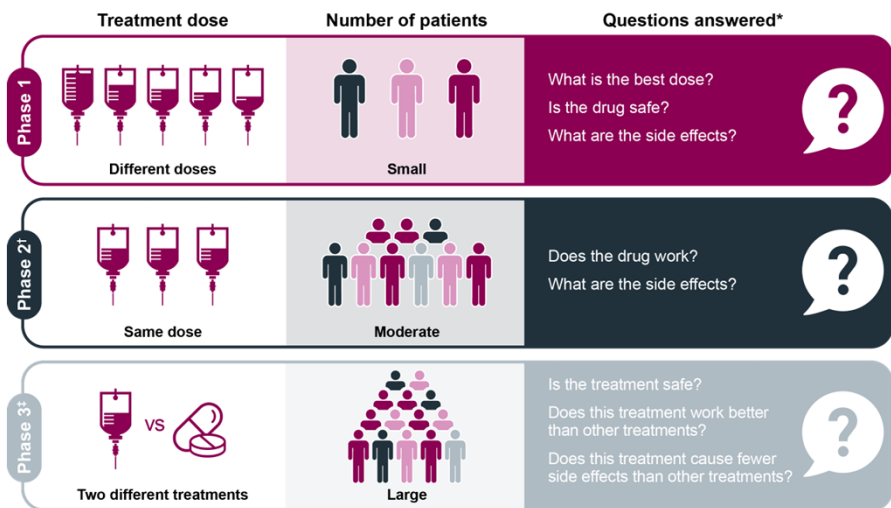 Treatment dose
Number of patients
Questions answered*
Phase 1
Different doses
Small
What is the best dose?
Is the drug safe?
What are the side effects?
?
Phase 2†
Same dose
Moderate
Does the drug work?
What are the side effects?
?
Phase 3‡
VS
Two different treatments
Large
Is the treatment safe?
Does this treatment work better
than other treatments?
Does this treatment cause fewer
side effects than other treatments?
?